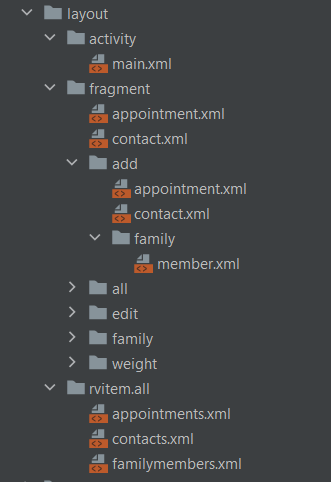 layout
activity
main.xml
fragment
appointment.xml
contact.xml
add
appointment.xml
contact.xml
family
member.xml
all
edit
family
weight
rvitem.all
appointments.xml
contacts.xml
familymembers.xml